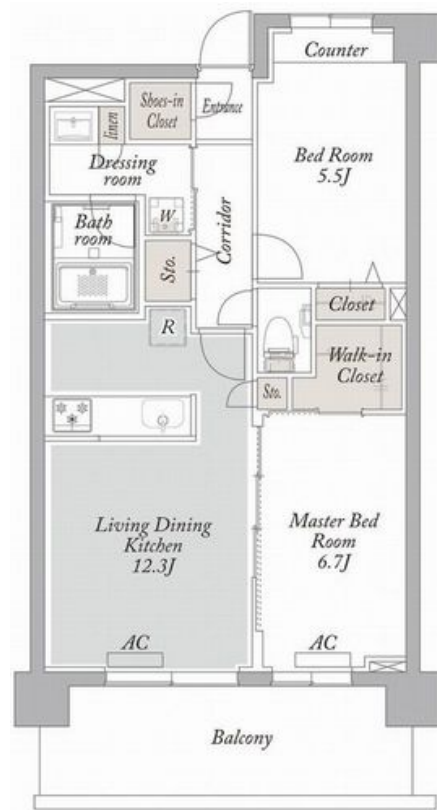 Counter
Shoes-in
Closet
Entrance
linen
Dressing
room
Bed Room
5.5J
W
Bath
room
Corridor
Sto.
Closet
R
Walk-in
Closet
Sto.
Living Dining
Kitchen
12.3J
Master Bed
Room
6.7J
AC
AC
Balcony